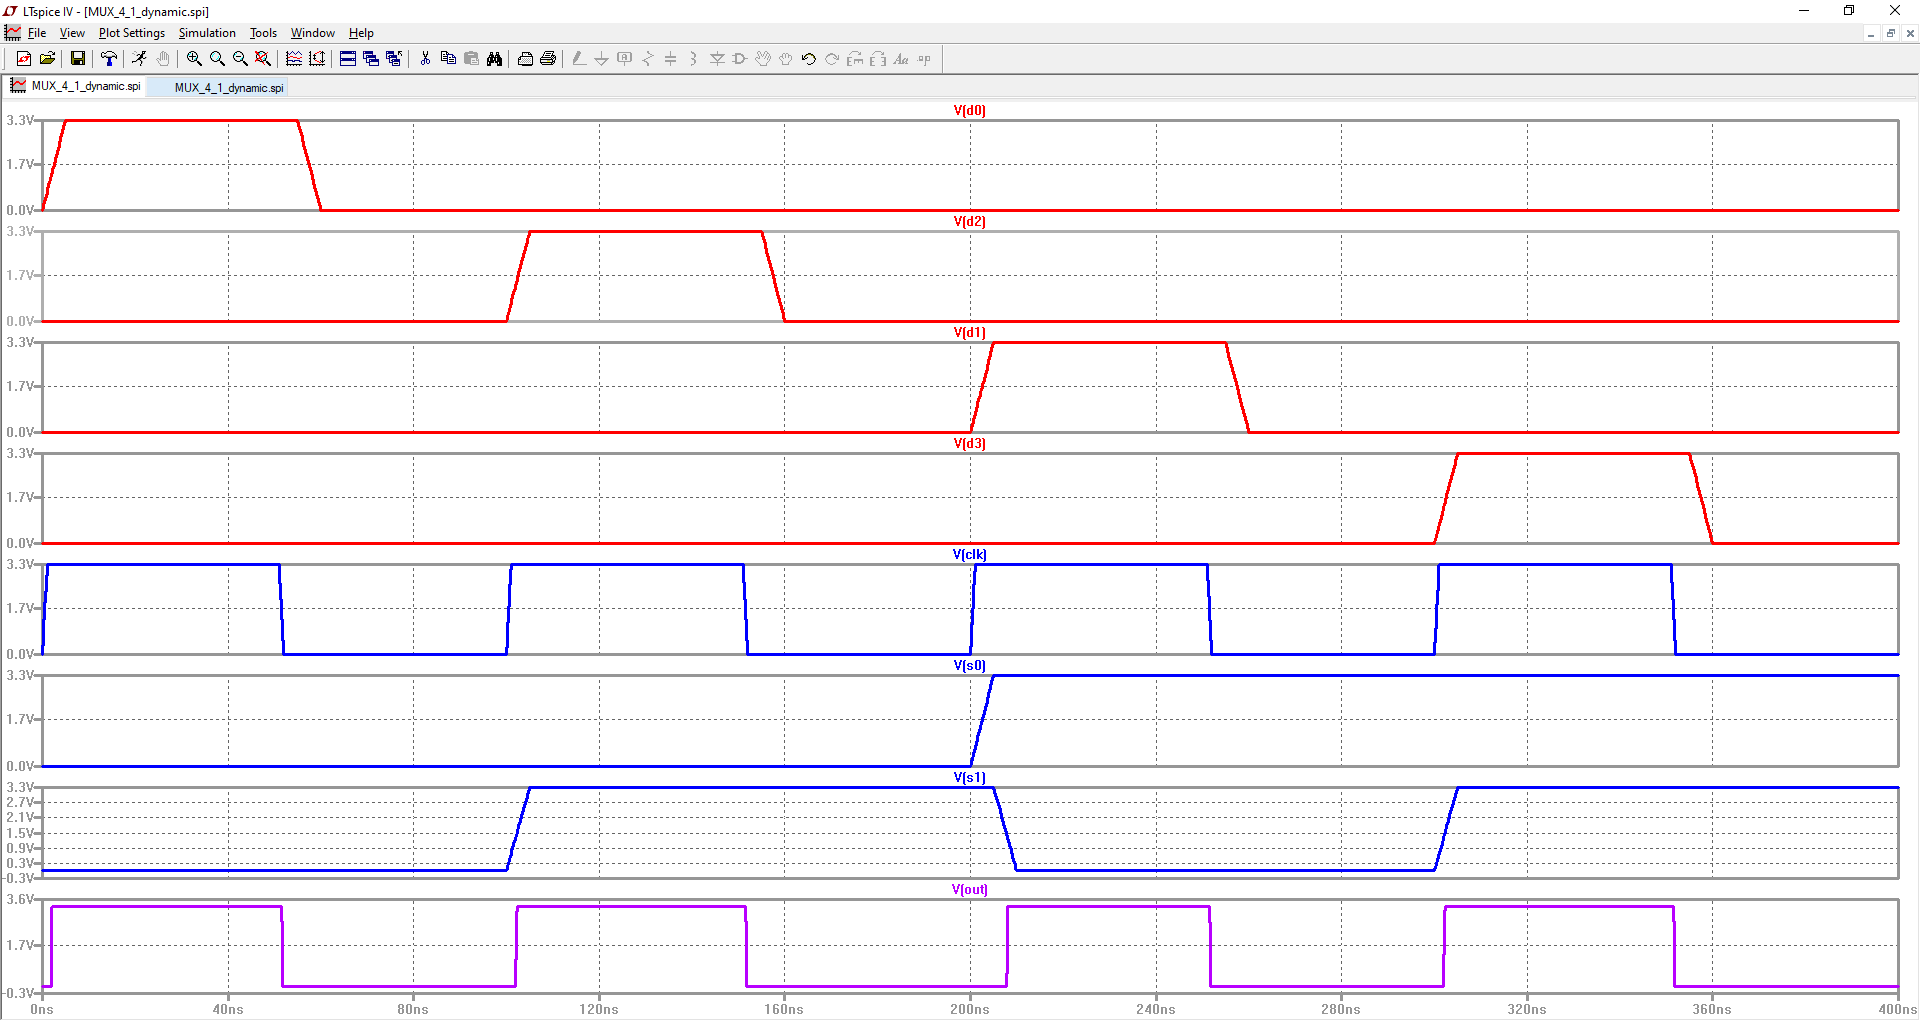 LTspice IV - [MUX_4_1_dynamic.spi]
File View Plot Settings Simulation Tools Window Help
MUX_4_1_dynamic.spi MUX_4_1_dynamic.spi
V(d0)
3.3V
1.7V
0.0V
V(d2)
3.3V
1.7V
0.0V
V(d1)
3.3V
1.7V
0.0V
V(d3)
3.3V
1.7V
0.0V
V(clk)
3.3V
1.7V
0.0V
V(s0)
3.3V
1.7V
0.0V
V(s1)
3.3V
2.7V
2.1V
1.5V
0.9V
0.3V
-0.3V
V(out)
3.6V
1.7V
-0.3V
0ns 40ns 80ns 120ns 160ns 200ns 240ns 280ns 320ns 360ns 400ns